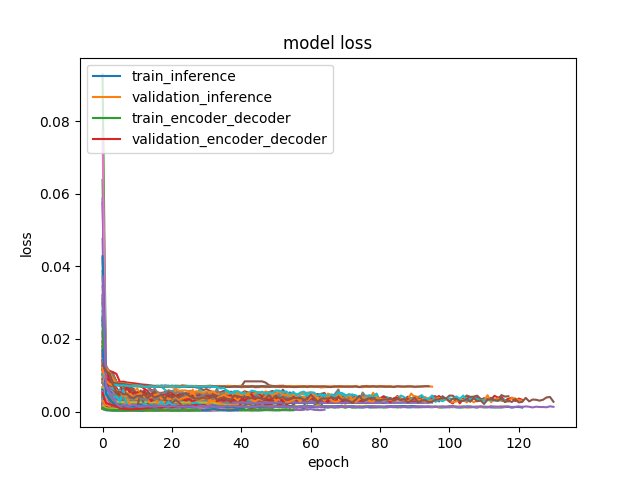 model loss
train_inference
validation_inference
train_encoder_decoder
validation_encoder_decoder
loss
0.08
0.06
0.04
0.02
0.00
0 20 40 60 80 100 120
epoch